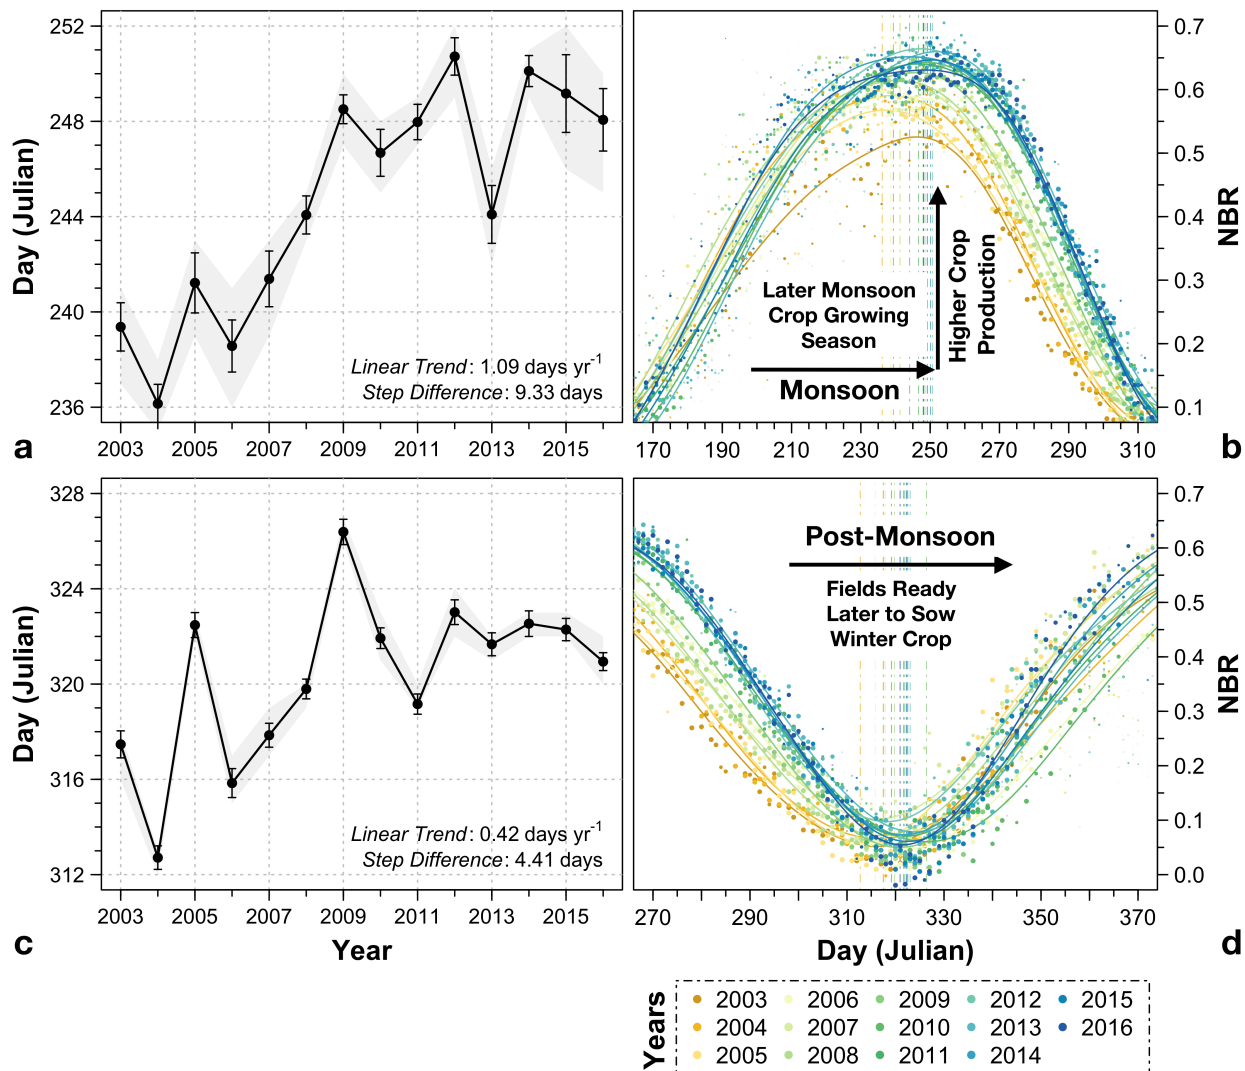 252
248
244
240
236
Day (Julian)
Linear Trend: 1.09 days yr-1
Step Difference: 9.33 days
2003 2005 2007 2009 2011 2013 2015
a
0.7
0.6
0.5
0.4
0.3
0.2
0.1
NBR
Later Monsoon
Crop Growing
Season
Monsoon
Higher Crop
Production
170 190 210 230 250 270 290 310
b
328
324
320
316
312
Day (Julian)
Linear Trend: 0.42 days yr-1
Step Difference: 4.41 days
2003 2005 2007 2009 2011 2013 2015
Year
c
0.7
0.6
0.5
0.4
0.3
0.2
0.1
0.0
NBR
Post-Monsoon
Fields Ready
Later to Sow
Winter Crop
270 290 310 330 350 370
Day (Julian)
d
Years
2003 2006 2009 2012 2015
2004 2007 2010 2013 2016
2005 2008 2011 2014